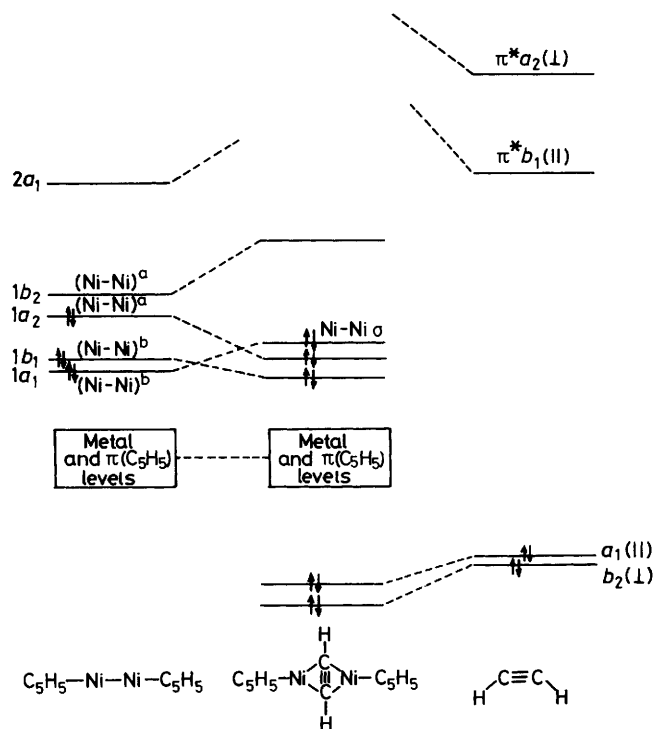 π*a₂(⊥)
π*b₁(||)
2a₁
(Ni–Ni)ᵃ
1b₂
(Ni–Ni)ᵃ
1a₂
Ni–Ni σ
(Ni–Ni)ᵇ
1b₁
1a₁
(Ni–Ni)ᵇ
Metal
and π(C₅H₅)
levels
Metal
and π(C₅H₅)
levels
a₁(||)
b₂(⊥)
C₅H₅—Ni—Ni—C₅H₅
H
C
C₅H₅—Ni Ni—C₅H₅
C
H
C≡C
H H